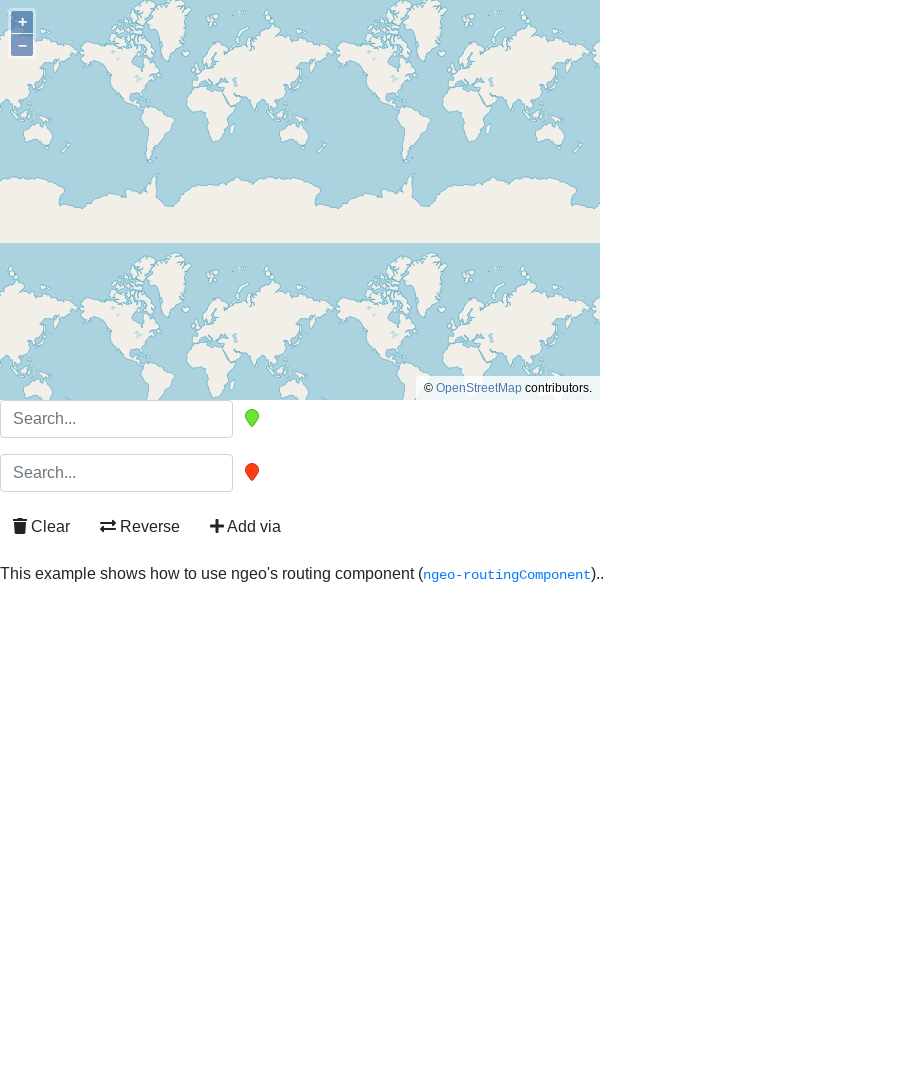 +
−
© OpenStreetMap contributors.
Search...
Search...
Clear Reverse Add via
This example shows how to use ngeo's routing component (ngeo-routingComponent)..